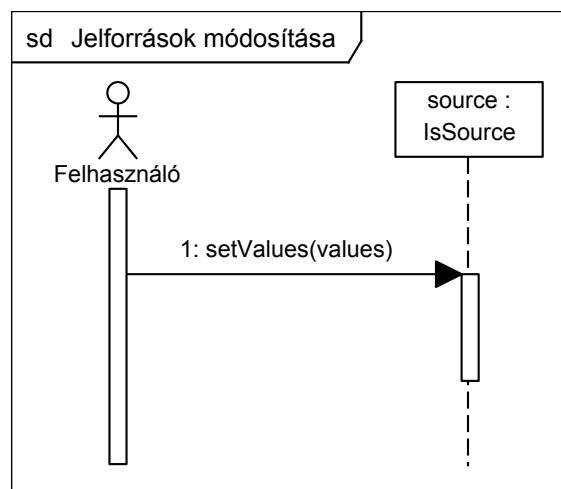 sd Jelforrások módosítása
source :
IsSource
Felhasználó
1: setValues(values)